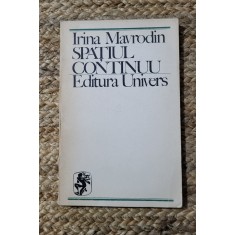 Irina Mavrodin
SPAȚIUL
CONTINUU
Editura Univers